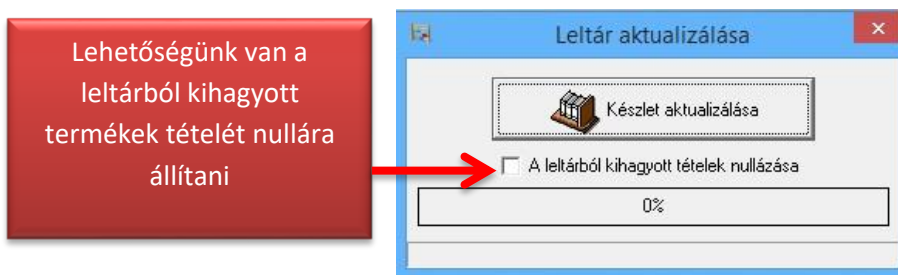 Lehetőségünk van a
leltárból kihagyott
termékek tételét nullára
állítani
Leltár aktualizálása
Készlet aktualizálása
A leltárból kihagyott tételek nullázása
0%